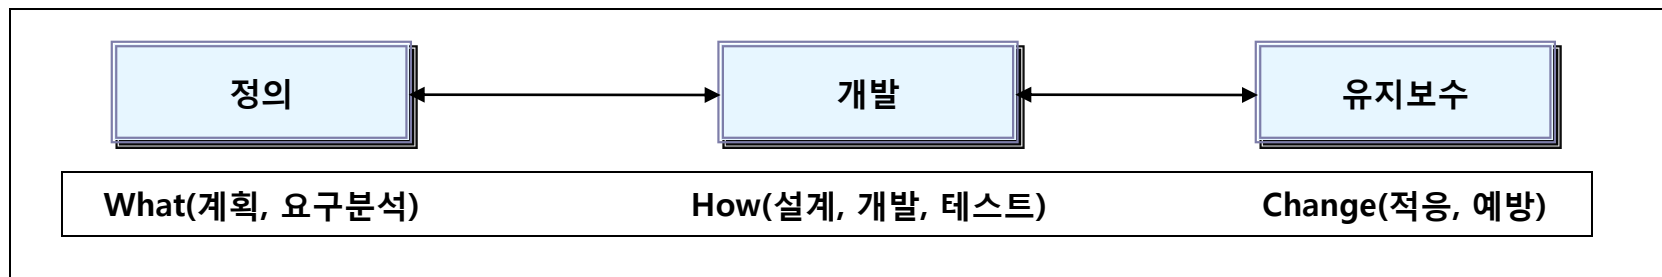 정의 개발 유지보수
What(계획, 요구분석) How(설계, 개발, 테스트) Change(적응, 예방)